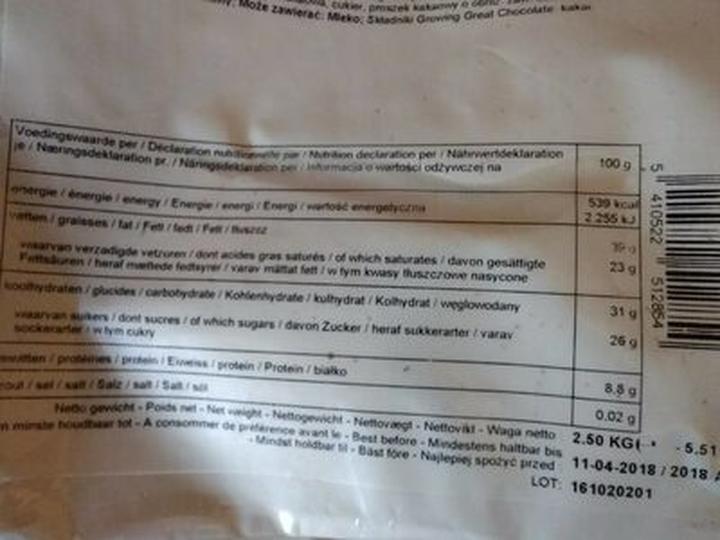 cukier, proszek kakaowy o
Może zawierać: Mleko; Składniki Growing Great Chocolate: kakao
Voedingswaarde per / Déclaration nutritionnelle par / Nutrition declaration per / Nährwertdeklaration
je / Næringsdeklaration pr. / Näringsdeklaration per / Informacja o wartości odżywczej na
100 g
energie / énergie / energy / Energie / energi / Energi / wartość energetyczna
539 kcal
2 255 kJ
vetten / graisses / fat / Fett / fedt / Fett / tłuszcz
39 g
waarvan verzadigde vetzuren / dont acides gras saturés / of which saturates / davon gesättigte
Fettsäuren / heraf mættede fedtsyrer / varav mättat fett / w tym kwasy tłuszczowe nasycone
23 g
koolhydraten / glucides / carbohydrate / Kohlenhydrate / kulhydrat / Kolhydrat / węglowodany
31 g
waarvan suikers / dont sucres / of which sugars / davon Zucker / heraf sukkerarter / varav
sockerarter / w tym cukry
26 g
eiwitten / protéines / protein / Eiweiss / protein / Protein / białko
8.8 g
zout / sel / salt / Salz / salt / Salt / sól
0.02 g
Netto gewicht - Poids net - Net weight - Nettogewicht - Nettovægt - Nettovikt - Waga netto
2.50 KG( - 5.51
n minste houdbaar tot - A consommer de préférence avant le - Best before - Mindestens haltbar bis
- Mindst holdbar til - Bäst före - Najlepiej spożyć przed
11-04-2018 / 2018
LOT: 161020201
5 410522 512864